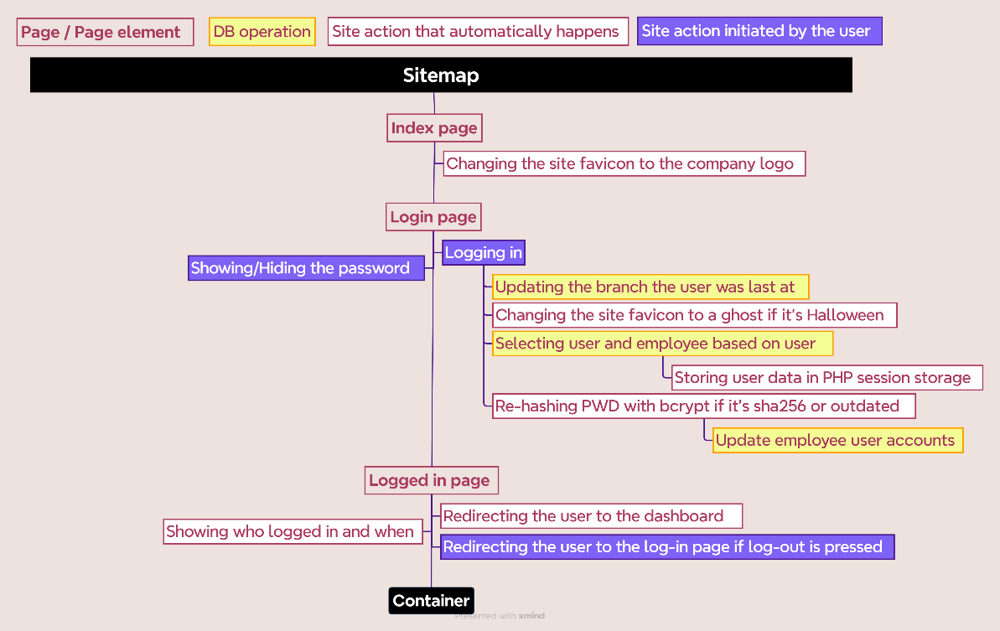 Page / Page element
DB operation
Site action that automatically happens
Site action initiated by the user
Sitemap
Index page
Changing the site favicon to the company logo
Login page
Logging in
Showing/Hiding the password
Updating the branch the user was last at
Changing the site favicon to a ghost if it's Halloween
Selecting user and employee based on user
Storing user data in PHP session storage
Re-hashing PWD with bcrypt if it's sha256 or outdated
Update employee user accounts
Logged in page
Redirecting the user to the dashboard
Showing who logged in and when
Redirecting the user to the log-in page if log-out is pressed
Container
Presented with xmind